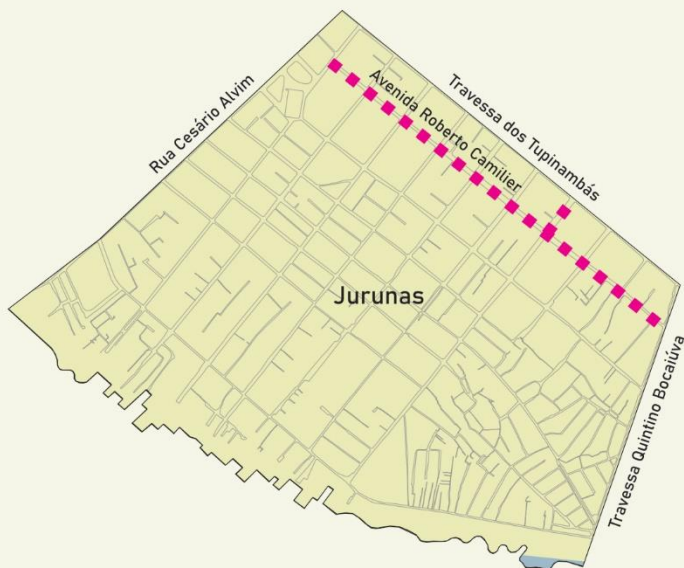 Rua Cesário Alvim
Avenida Roberto Camilier
Travessa dos Tupinambás
Jurunas
Travessa Quintino Bocaiúva